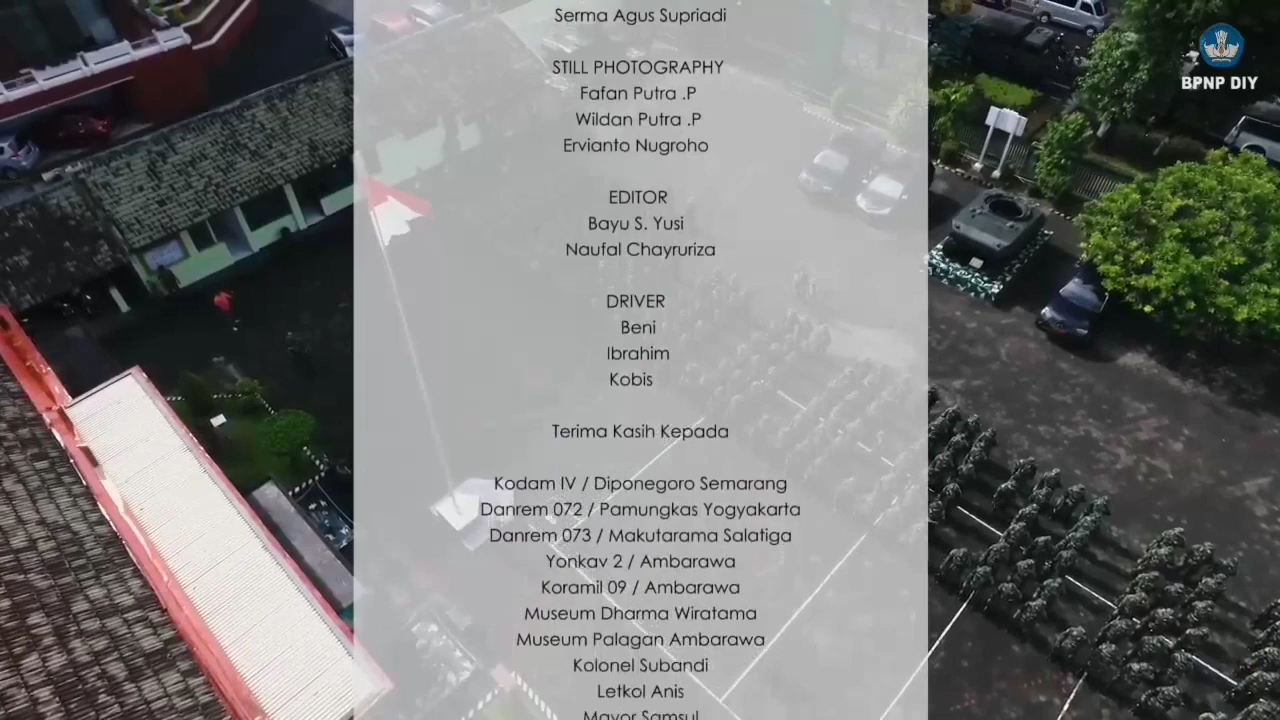 Serma Agus Supriadi
STILL PHOTOGRAPHY
Fafan Putra .P
Wildan Putra .P
Ervianto Nugroho
EDITOR
Bayu S. Yusi
Naufal Chayruriza
DRIVER
Beni
Ibrahim
Kobis
Terima Kasih Kepada
Kodam IV / Diponegoro Semarang
Danrem 072 / Pamungkas Yogyakarta
Danrem 073 / Makutarama Salatiga
Yonkav 2 / Ambarawa
Koramil 09 / Ambarawa
Museum Dharma Wiratama
Museum Palagan Ambarawa
Kolonel Subandi
Letkol Anis
Mayor Samsul
BPNP DIY